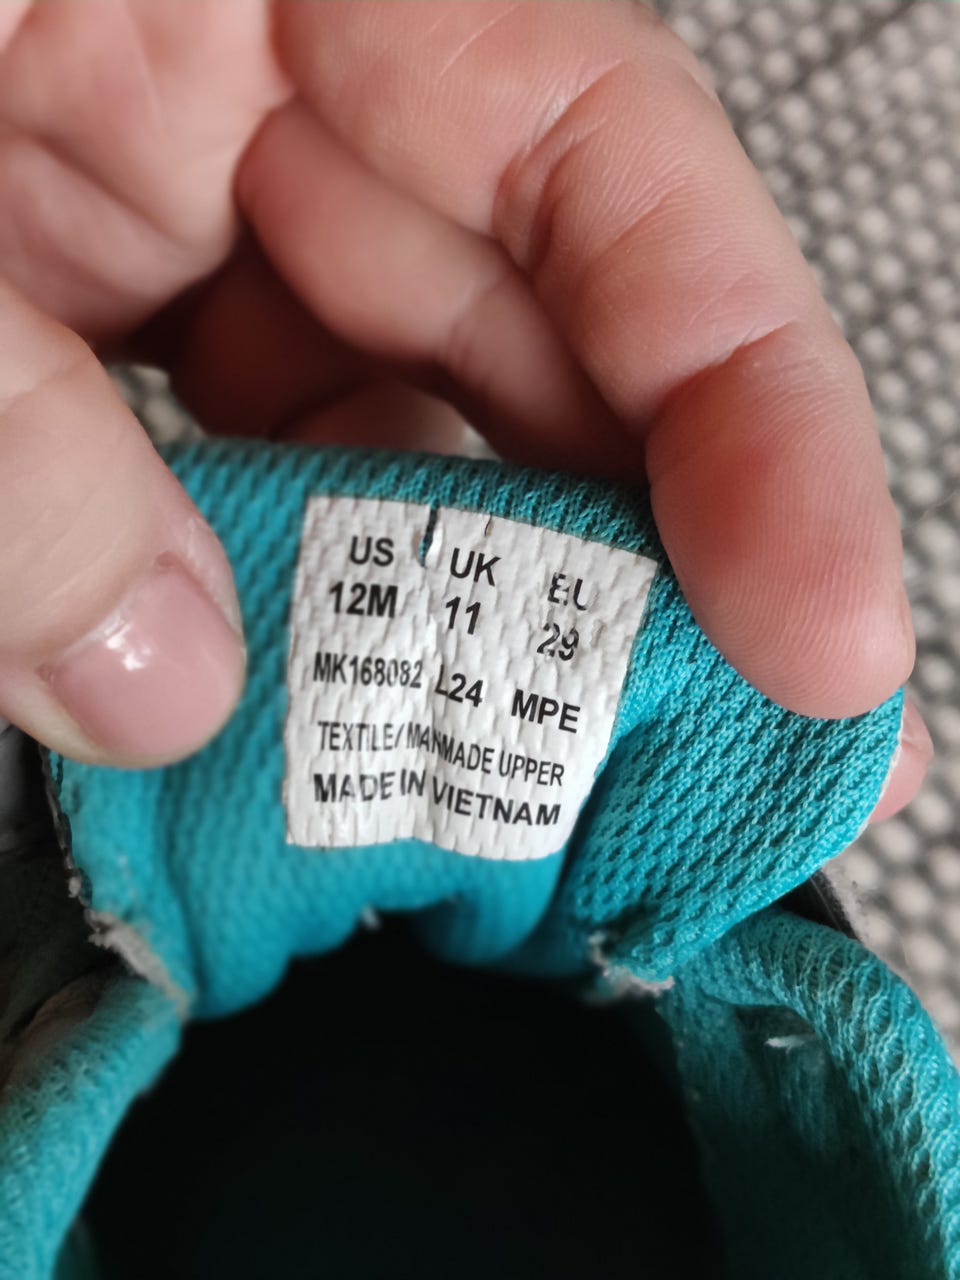 US UK EU
12M 11 29
MK168082 L24 MPE
TEXTILE/MANMADE UPPER
MADE IN VIETNAM